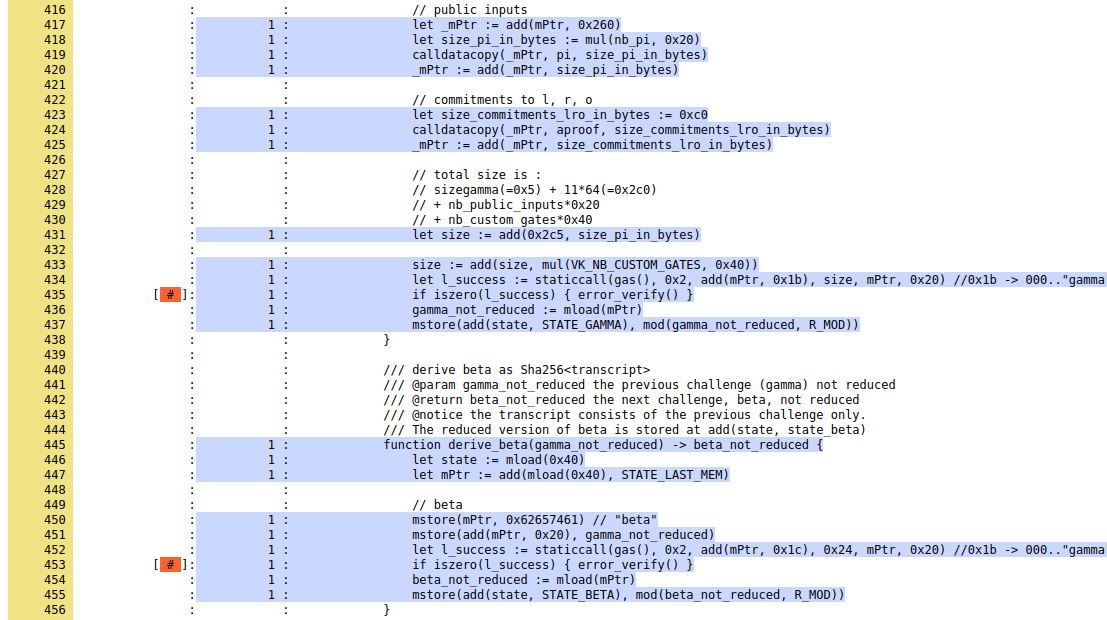 416 : : // public inputs
417 : 1 : let _mPtr := add(mPtr, 0x260)
418 : 1 : let size_pi_in_bytes := mul(nb_pi, 0x20)
419 : 1 : calldatacopy(_mPtr, pi, size_pi_in_bytes)
420 : 1 : _mPtr := add(_mPtr, size_pi_in_bytes)
421 : :
422 : : // commitments to l, r, o
423 : 1 : let size_commitments_lro_in_bytes := 0xc0
424 : 1 : calldatacopy(_mPtr, aproof, size_commitments_lro_in_bytes)
425 : 1 : _mPtr := add(_mPtr, size_commitments_lro_in_bytes)
426 : :
427 : : // total size is :
428 : : // sizegamma(=0x5) + 11*64(=0x2c0)
429 : : // + nb_public_inputs*0x20
430 : : // + nb_custom gates*0x40
431 : 1 : let size := add(0x2c5, size_pi_in_bytes)
432 : :
433 : 1 : size := add(size, mul(VK_NB_CUSTOM_GATES, 0x40))
434 : 1 : let l_success := staticcall(gas(), 0x2, add(mPtr, 0x1b), size, mPtr, 0x20) //0x1b -> 000.."gamma
435 [ # ]: 1 : if iszero(l_success) { error_verify() }
436 : 1 : gamma_not_reduced := mload(mPtr)
437 : 1 : mstore(add(state, STATE_GAMMA), mod(gamma_not_reduced, R_MOD))
438 : : }
439 : :
440 : : /// derive beta as Sha256<transcript>
441 : : /// @param gamma_not_reduced the previous challenge (gamma) not reduced
442 : : /// @return beta_not_reduced the next challenge, beta, not reduced
443 : : /// @notice the transcript consists of the previous challenge only.
444 : : /// The reduced version of beta is stored at add(state, state_beta)
445 : 1 : function derive_beta(gamma_not_reduced) -> beta_not_reduced {
446 : 1 : let state := mload(0x40)
447 : 1 : let mPtr := add(mload(0x40), STATE_LAST_MEM)
448 : :
449 : : // beta
450 : 1 : mstore(mPtr, 0x62657461) // "beta"
451 : 1 : mstore(add(mPtr, 0x20), gamma_not_reduced)
452 : 1 : let l_success := staticcall(gas(), 0x2, add(mPtr, 0x1c), 0x24, mPtr, 0x20) //0x1b -> 000.."gamma
453 [ # ]: 1 : if iszero(l_success) { error_verify() }
454 : 1 : beta_not_reduced := mload(mPtr)
455 : 1 : mstore(add(state, STATE_BETA), mod(beta_not_reduced, R_MOD))
456 : : }